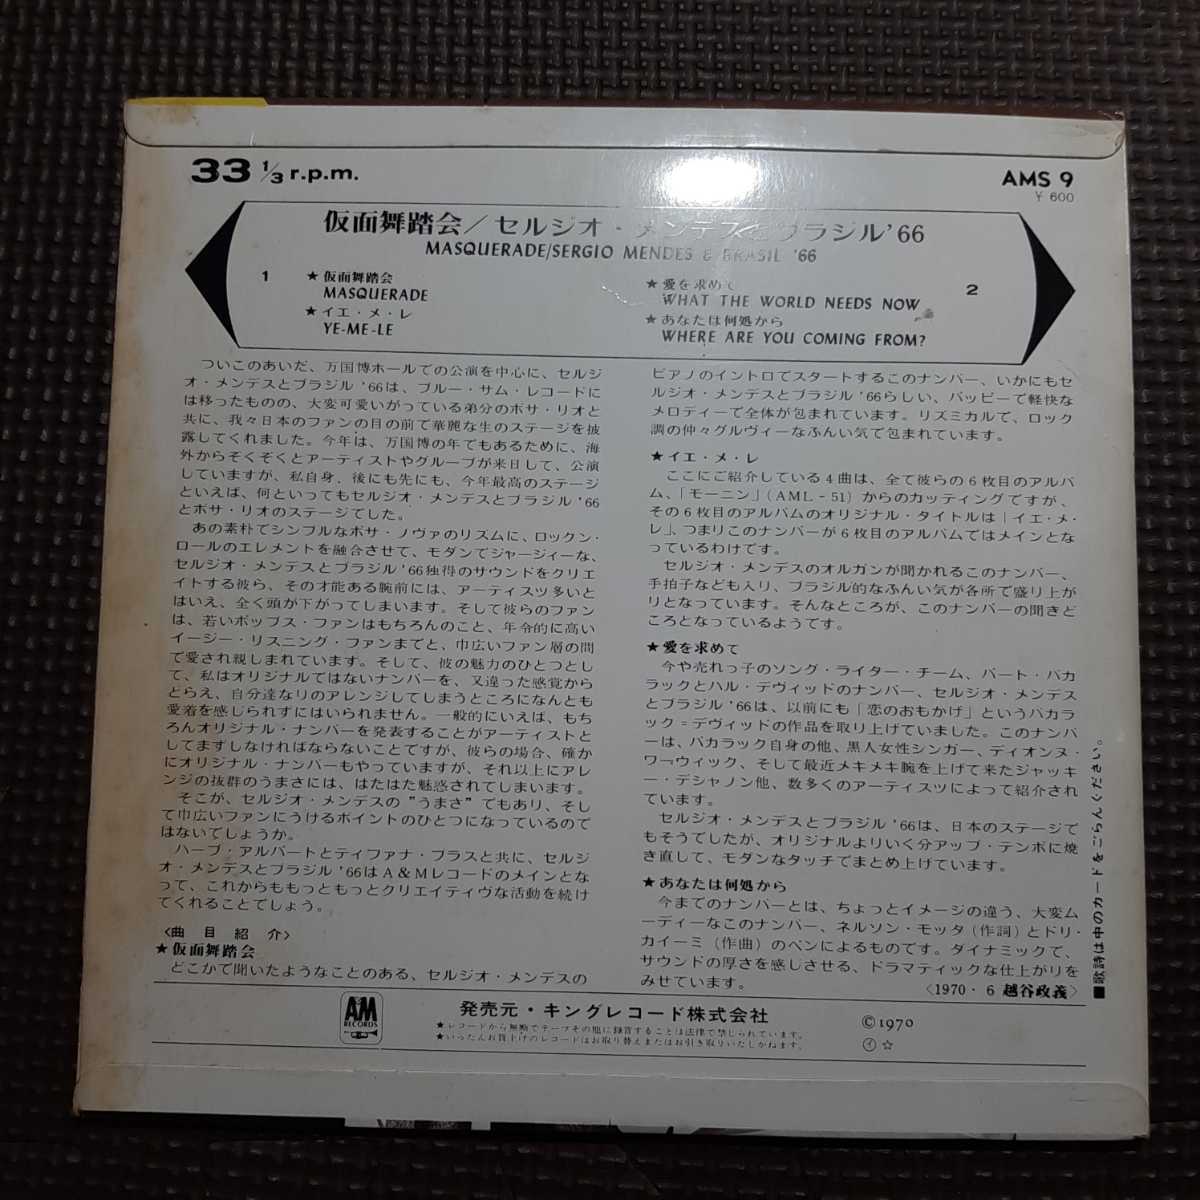 33 1/3 r.p.m.
AMS 9
¥ 600
仮面舞踏会／セルジオ・メンデスとブラジル'66
MASQUERADE/SERGIO MENDES & BRASIL '66
1
★仮面舞踏会
MASQUERADE
★イエ・メ・レ
YE-ME-LE
★愛を求めて
WHAT THE WORLD NEEDS NOW
★あなたは何処から
WHERE ARE YOU COMING FROM?
2
ついこのあいだ、万国博ホールでの公演を中心に、セルジ
オ・メンデスとブラジル'66は、ブルー・サム・レコードに
は移ったものの、大変可愛いがっている弟分のボサ・リオと
共に、我々日本のファンの目の前で華麗な生のステージを披
露してくれました。今年は、万国博の年でもあるために、海
外からぞくぞくとアーティストやグループが来日して、公演
していますが、私自身、後にも先にも、今年最高のステージ
といえば、何といってもセルジオ・メンデスとブラジル'66
とボサ・リオのステージでした。
あの素朴でシンプルなボサ・ノヴァのリズムに、ロックン・
ロールのエレメントを融合させて、モダンでジャージィーな、
セルジオ・メンデスとブラジル'66独得のサウンドをクリエ
イトする彼ら、その才能ある腕前には、アーティスツ多いと
はいえ、全く頭が下がってしまいます。そして彼らのファン
は、若いポップス・ファンはもちろんのこと、年令的に高い
イージー・リスニング・ファンまでと、巾広いファン層の間
で愛され親しまれています。そして、彼の魅力のひとつとし
て、私はオリジナルではないナンバーを、又違った感覚から
とらえ、自分達なりのアレンジしてしまうところになんとも
愛着を感じられずにはいられません。一般的にいえば、もち
ろんオリジナル・ナンバーを発表することがアーティストと
してまずしなければならないことですが、彼らの場合、確か
にオリジナル・ナンバーもやっていますが、それ以上にアレ
ンジの抜群のうまさには、はたはた魅惑されてしまいます。
そこが、セルジオ・メンデスの"うまさ"でもあり、そし
て巾広いファンにうけるポイントのひとつになっているので
はないでしょうか。
ハーブ・アルパートとティファナ・ブラスと共に、セルジ
オ・メンデスとブラジル'66はA＆Mレコードのメインとな
って、これからももっともっとクリエイティヴな活動を続け
てくれることでしょう。
〈曲目紹介〉
★仮面舞踏会
どこかで聞いたようなことのある、セルジオ・メンデスの
ピアノのイントロでスタートするこのナンバー、いかにもセ
ルジオ・メンデスとブラジル'66らしい、ハッピーで軽快な
メロディーで全体が包まれています。リズミカルで、ロック
調の仲々グルヴィーなふんい気で包まれています。
★イエ・メ・レ
ここにご紹介している4曲は、全て彼らの6枚目のアルバ
ム、「モーニン」（AML－51）からのカッティングですが、
その6枚目のアルバムのオリジナル・タイトルは「イエ・メ・
レ」、つまりこのナンバーが6枚目のアルバムではメインとな
っているわけです。
セルジオ・メンデスのオルガンが聞かれるこのナンバー、
手拍子なども入り、ブラジル的なふんい気が各所で盛り上が
りとなっています。そんなところが、このナンバーの聞きど
ころとなっているようです。
★愛を求めて
今や売れっ子のソング・ライター・チーム、バート・バカ
ラックとハル・デヴィッドのナンバー、セルジオ・メンデス
とブラジル'66は、以前にも「恋のおもかげ」というバカラ
ック＝デヴィッドの作品を取り上げていました。このナンバ
ーは、バカラック自身の他、黒人女性シンガー、ディオンヌ・
ワーウィック、そして最近メキメキ腕を上げて来たジャッキ
ー・デシャノン他、数多くのアーティスツによって紹介され
ています。
セルジオ・メンデスとブラジル'66は、日本のステージで
もそうでしたが、オリジナルよりいく分アップ・テンポに焼
き直して、モダンなタッチでまとめ上げています。
★あなたは何処から
今までのナンバーとは、ちょっとイメージの違う、大変ム
ーディーなこのナンバー、ネルソン・モッタ（作詞）とドリ・
カイーミ（作曲）のペンによるものです。ダイナミックで、
サウンドの厚さを感じさせる、ドラマティックな仕上がりを
みせています。
〈1970・6 越谷政義〉
■歌詩は中のカードをごらんください。
A&M
RECORDS
発売元・キングレコード株式会社
★レコードから無断でテープその他に録音することは法律で禁じられています。
★いったんお買上げのレコードはお取り替えまたはお引き取りいたしかねます。
©1970
イ☆